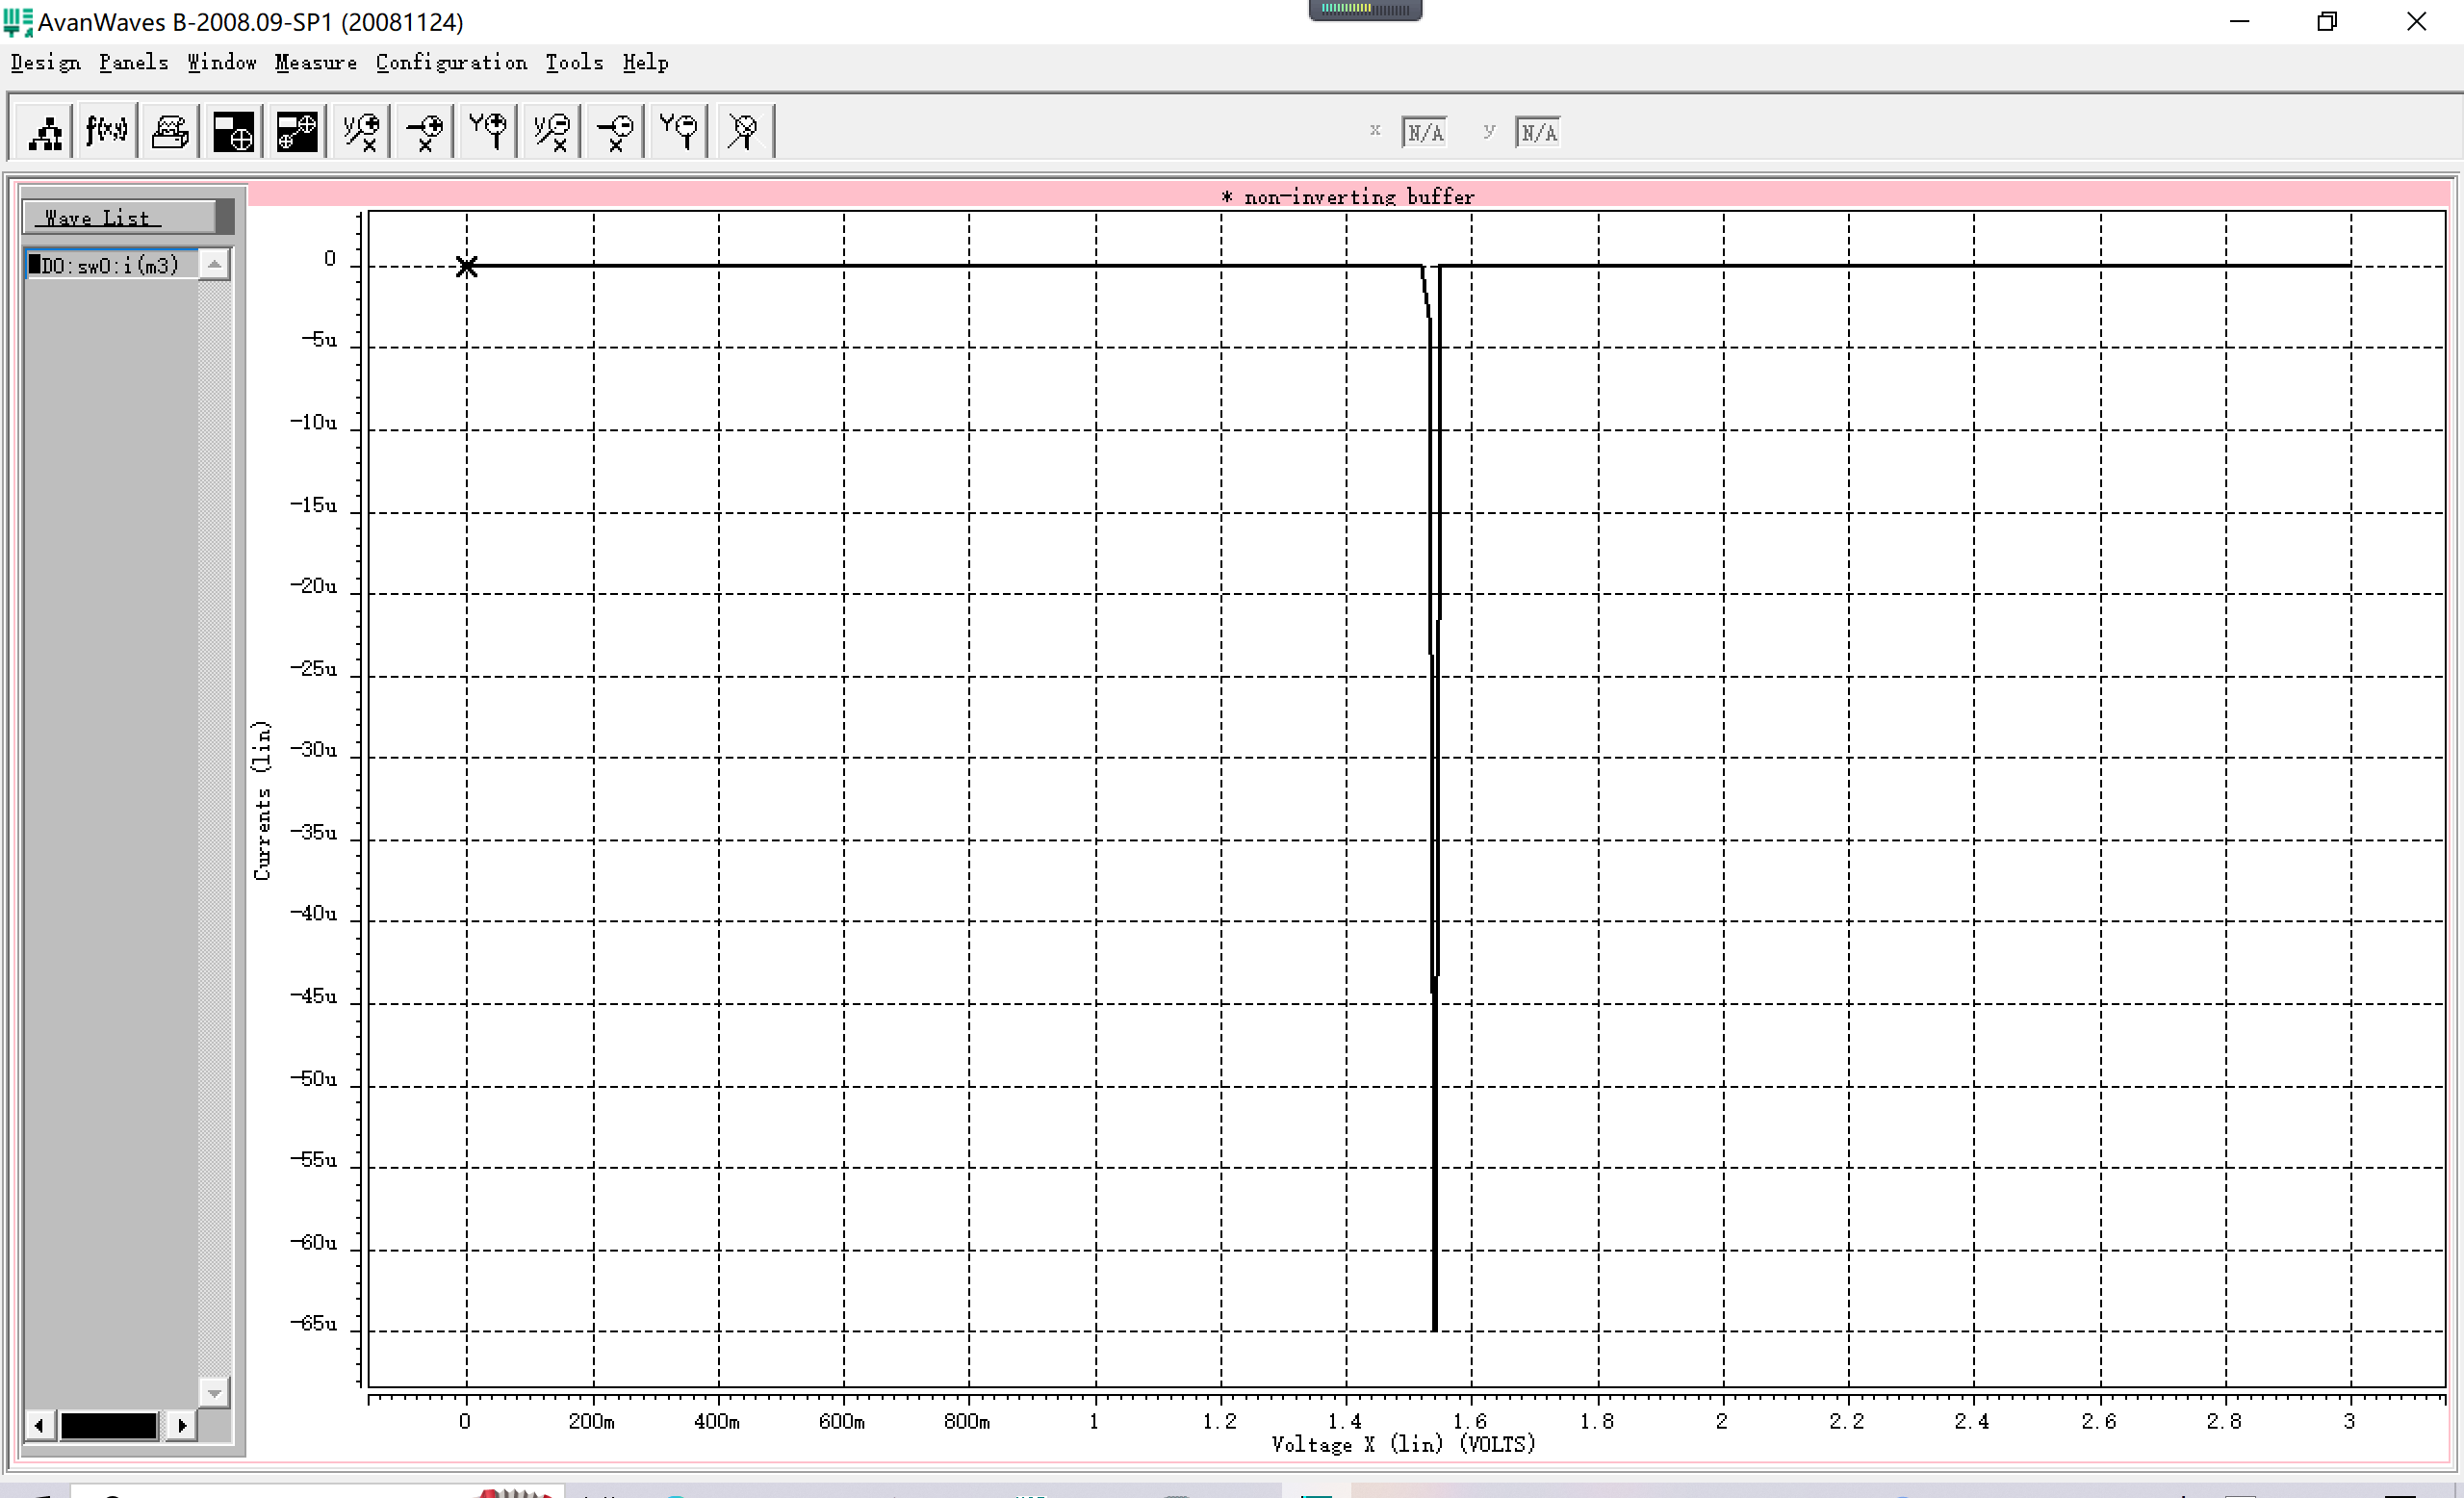 AvanWaves B-2008.09-SP1 (20081124)
Design Panels Window Measure Configuration Tools Help
f(x,y) y x x Y y x x Y x N/A y N/A
* non-inverting buffer
Wave List
D0:sw0:i(m3)
0
-5u
-10u
-15u
-20u
-25u
-30u
-35u
-40u
-45u
-50u
-55u
-60u
-65u
Currents (lin)
0 200m 400m 600m 800m 1 1.2 1.4 1.6 1.8 2 2.2 2.4 2.6 2.8 3
Voltage X (lin) (VOLTS)